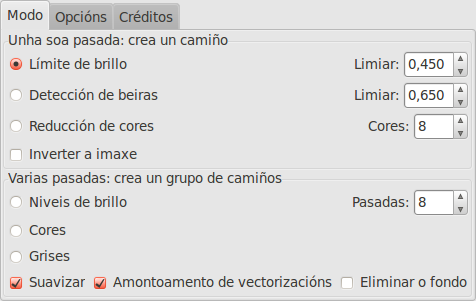 Modo Opcións Créditos
Unha soa pasada: crea un camiño
Límite de brillo Limiar: 0,450
Detección de beiras Limiar: 0,650
Redución de cores Cores: 8
Inverter a imaxe
Varias pasadas: crea un grupo de camiños
Niveis de brillo Pasadas: 8
Cores
Grises
Suavizar Amontoamento de vectorizacións Eliminar o fondo